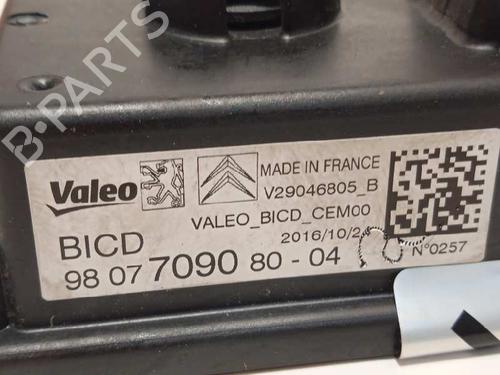 B-PARTS
Valeo
MADE IN FRANCE
V29046805_B
VALEO_BICD_CEM00
BICD
2016/10/2
98 07 7090 80-04
N°0257